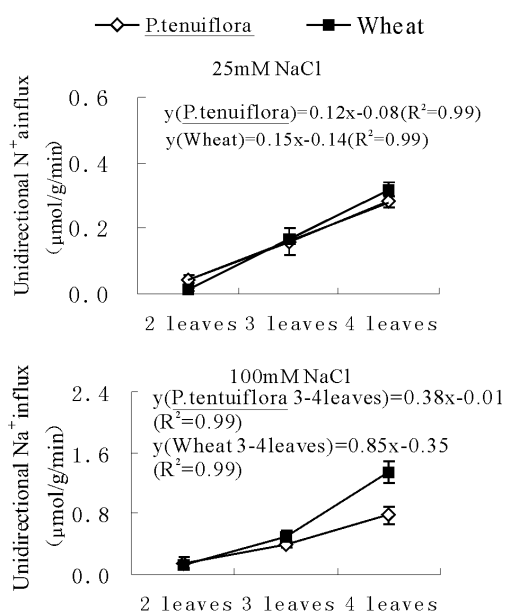 P.tenuiflora Wheat
25mM NaCl
y(P.tenuiflora)=0.12x-0.08(R²=0.99)
y(Wheat)=0.15x-0.14(R²=0.99)
Unidirectional N⁺ainflux
(μmol/g/min)
0.6
0.4
0.2
0.0
2 leaves 3 leaves 4 leaves
100mM NaCl
y(P.tentuiflora 3-4leaves)=0.38x-0.01
(R²=0.99)
y(Wheat 3-4leaves)=0.85x-0.35
(R²=0.99)
Unidirectional Na⁺influx
(μmol/g/min)
2.4
1.6
0.8
0.0
2 leaves 3 leaves 4 leaves